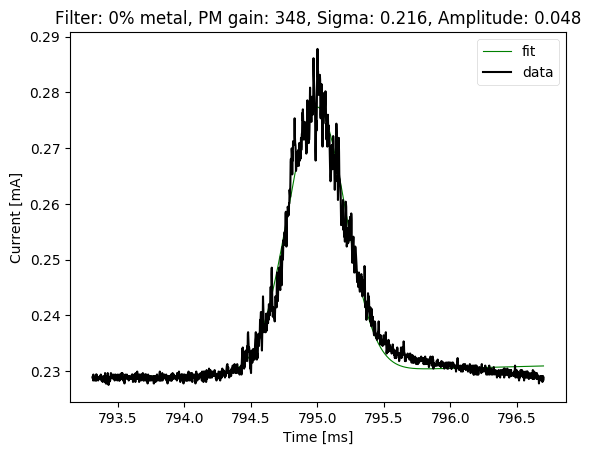 Filter: 0% metal, PM gain: 348, Sigma: 0.216, Amplitude: 0.048
0.29
0.28
0.27
0.26
0.25
0.24
0.23
Current [mA]
fit
data
793.5 794.0 794.5 795.0 795.5 796.0 796.5
Time [ms]